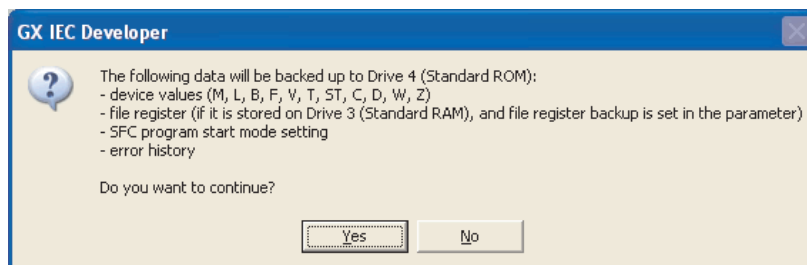 GX IEC Developer
The following data will be backed up to Drive 4 (Standard ROM):
- device values (M, L, B, F, V, T, ST, C, D, W, Z)
- file register (if it is stored on Drive 3 (Standard RAM), and file register backup is set in the parameter)
- SFC program start mode setting
- error history
Do you want to continue?
Yes No